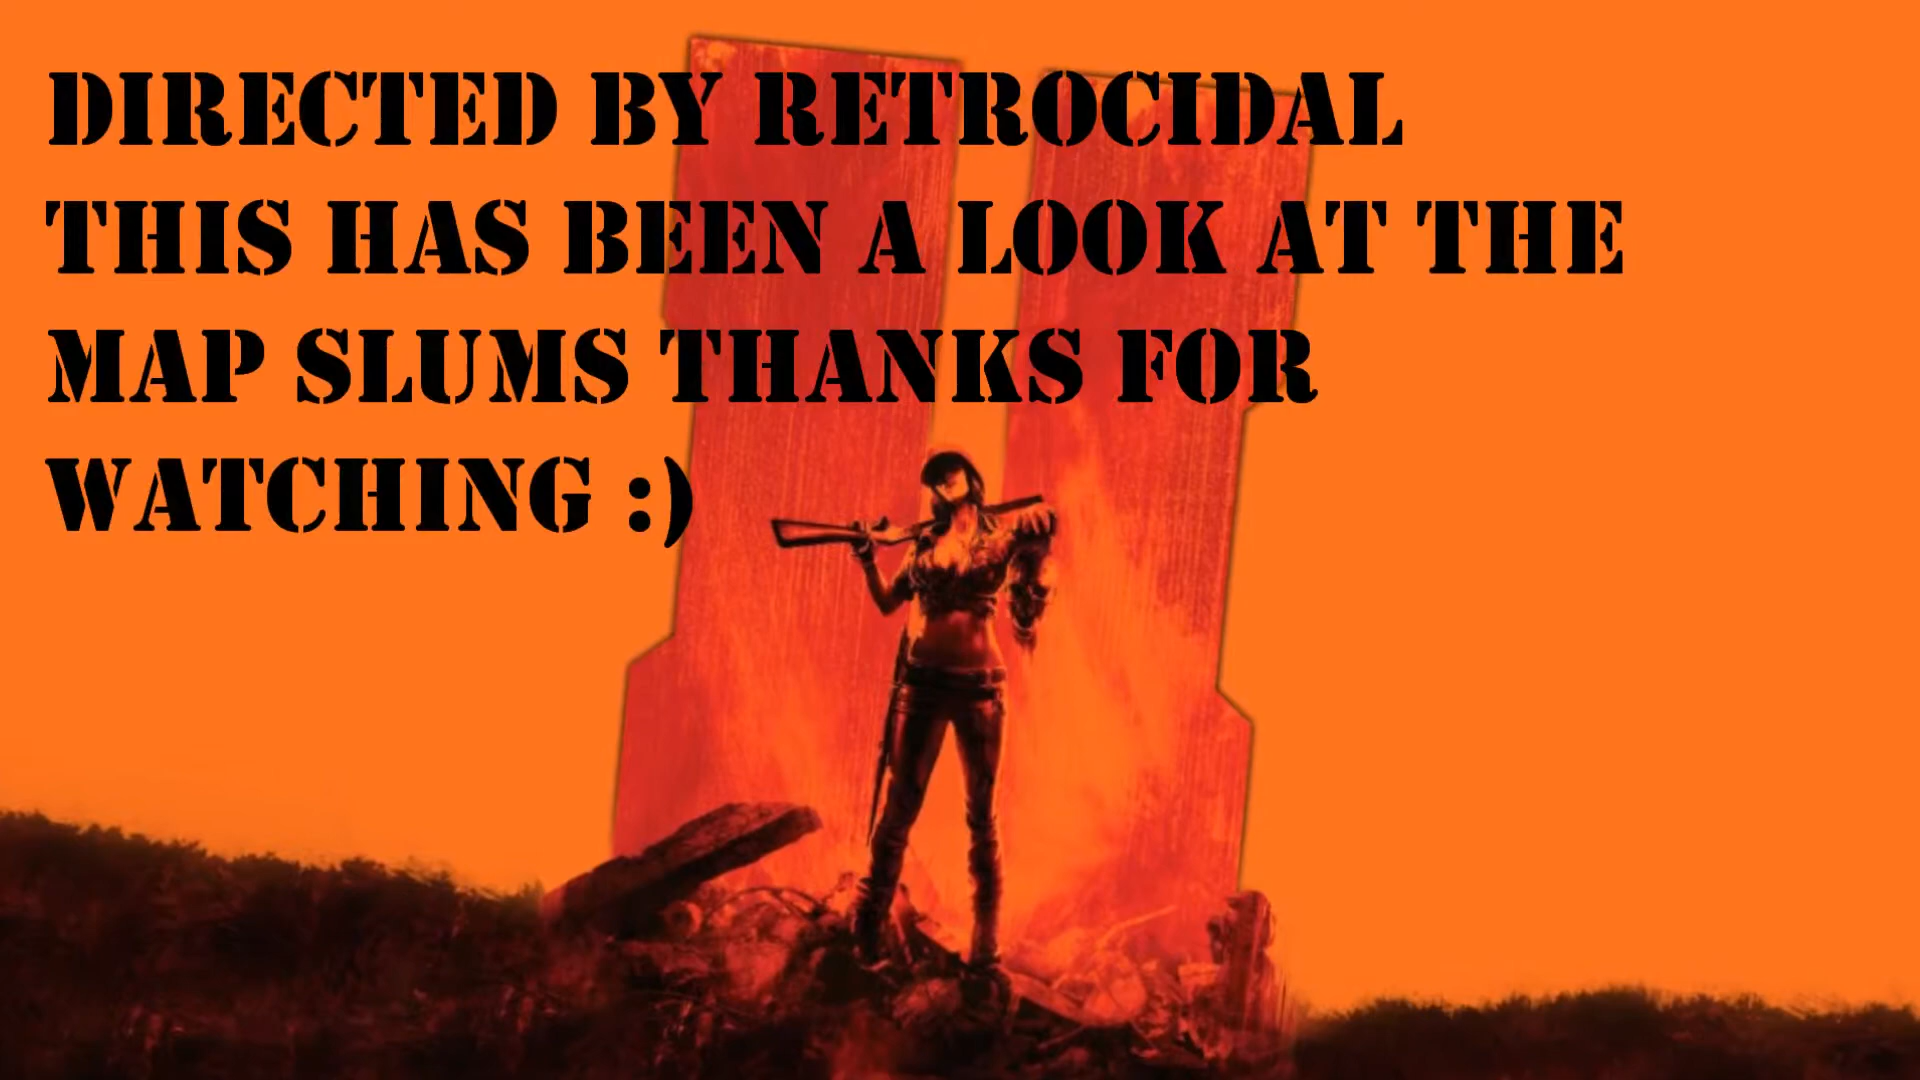 DIRECTED BY RETROCIDAL
THIS HAS BEEN A LOOK AT THE
MAP SLUMS THANKS FOR
WATCHING :)